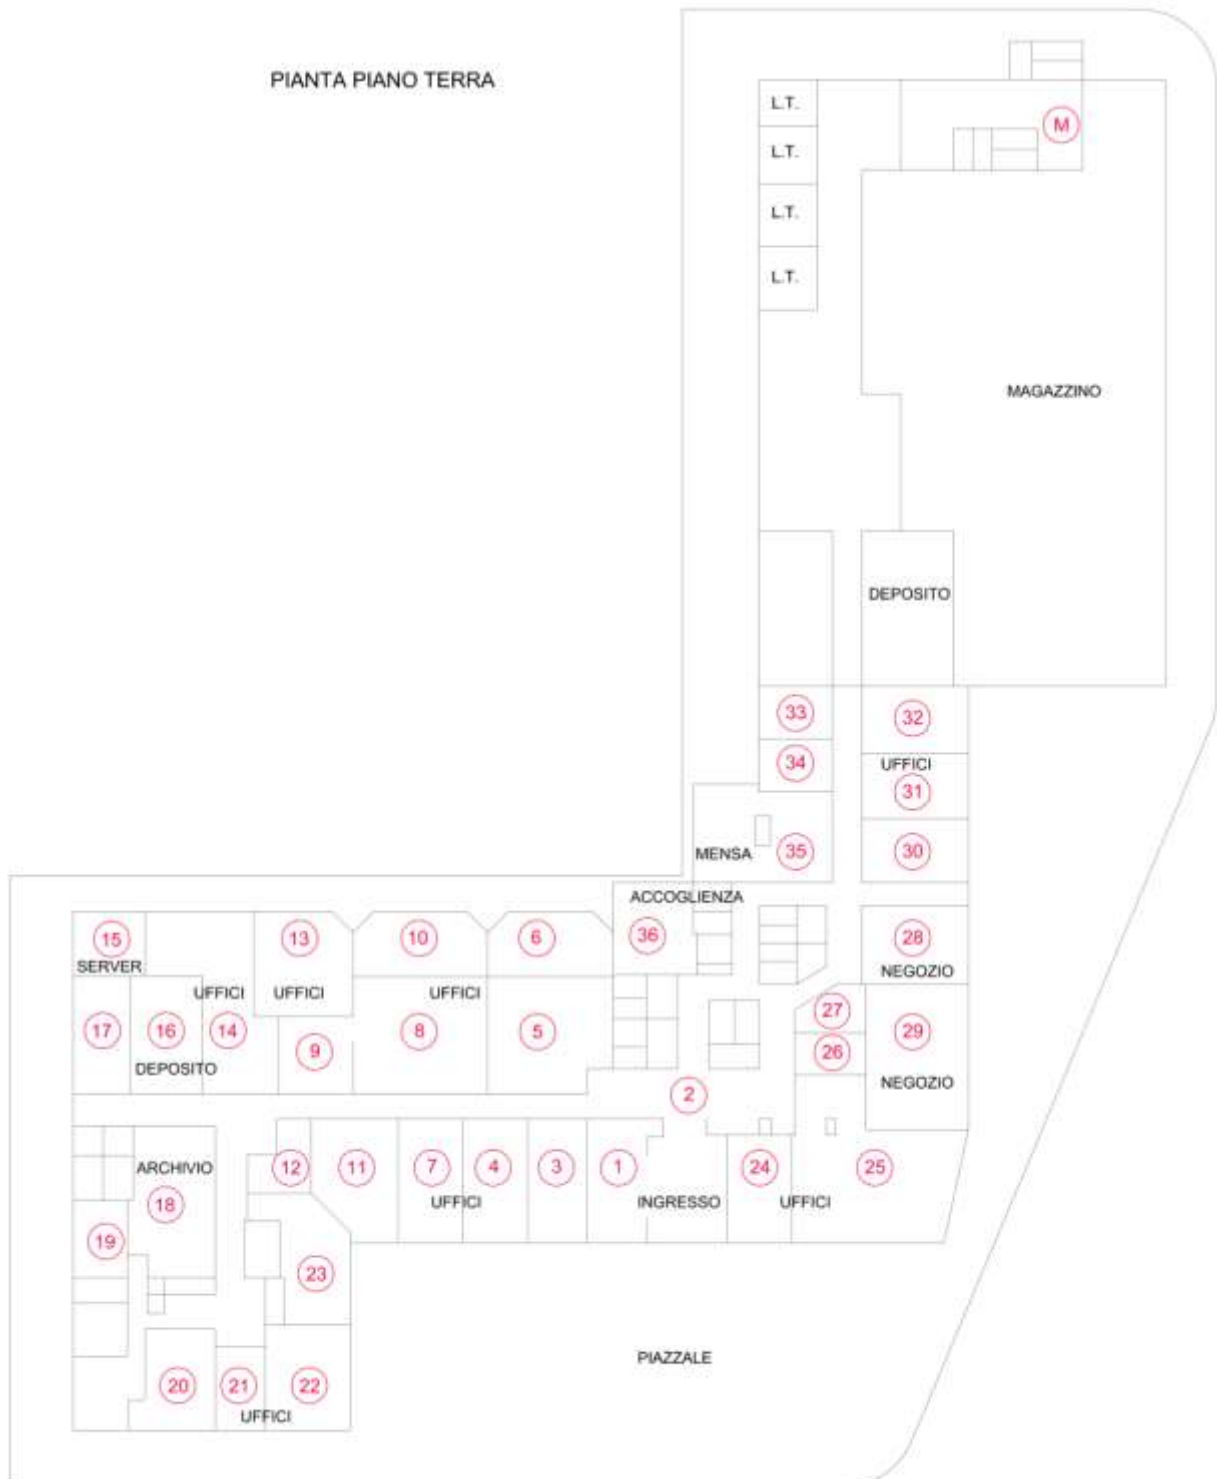 PIANTA PIANO TERRA
L.T.
M
L.T.
L.T.
L.T.
MAGAZZINO
DEPOSITO
33
32
34
UFFICI
31
MENSA
35
30
ACCOGLIENZA
15
13
10
6
36
28
SERVER
NEGOZIO
UFFICI
UFFICI
UFFICI
27
17
16
14
8
5
29
9
26
DEPOSITO
NEGOZIO
2
ARCHIVIO
12
11
7
4
3
1
24
25
18
UFFICI
INGRESSO
UFFICI
19
23
PIAZZALE
20
21
22
UFFICI